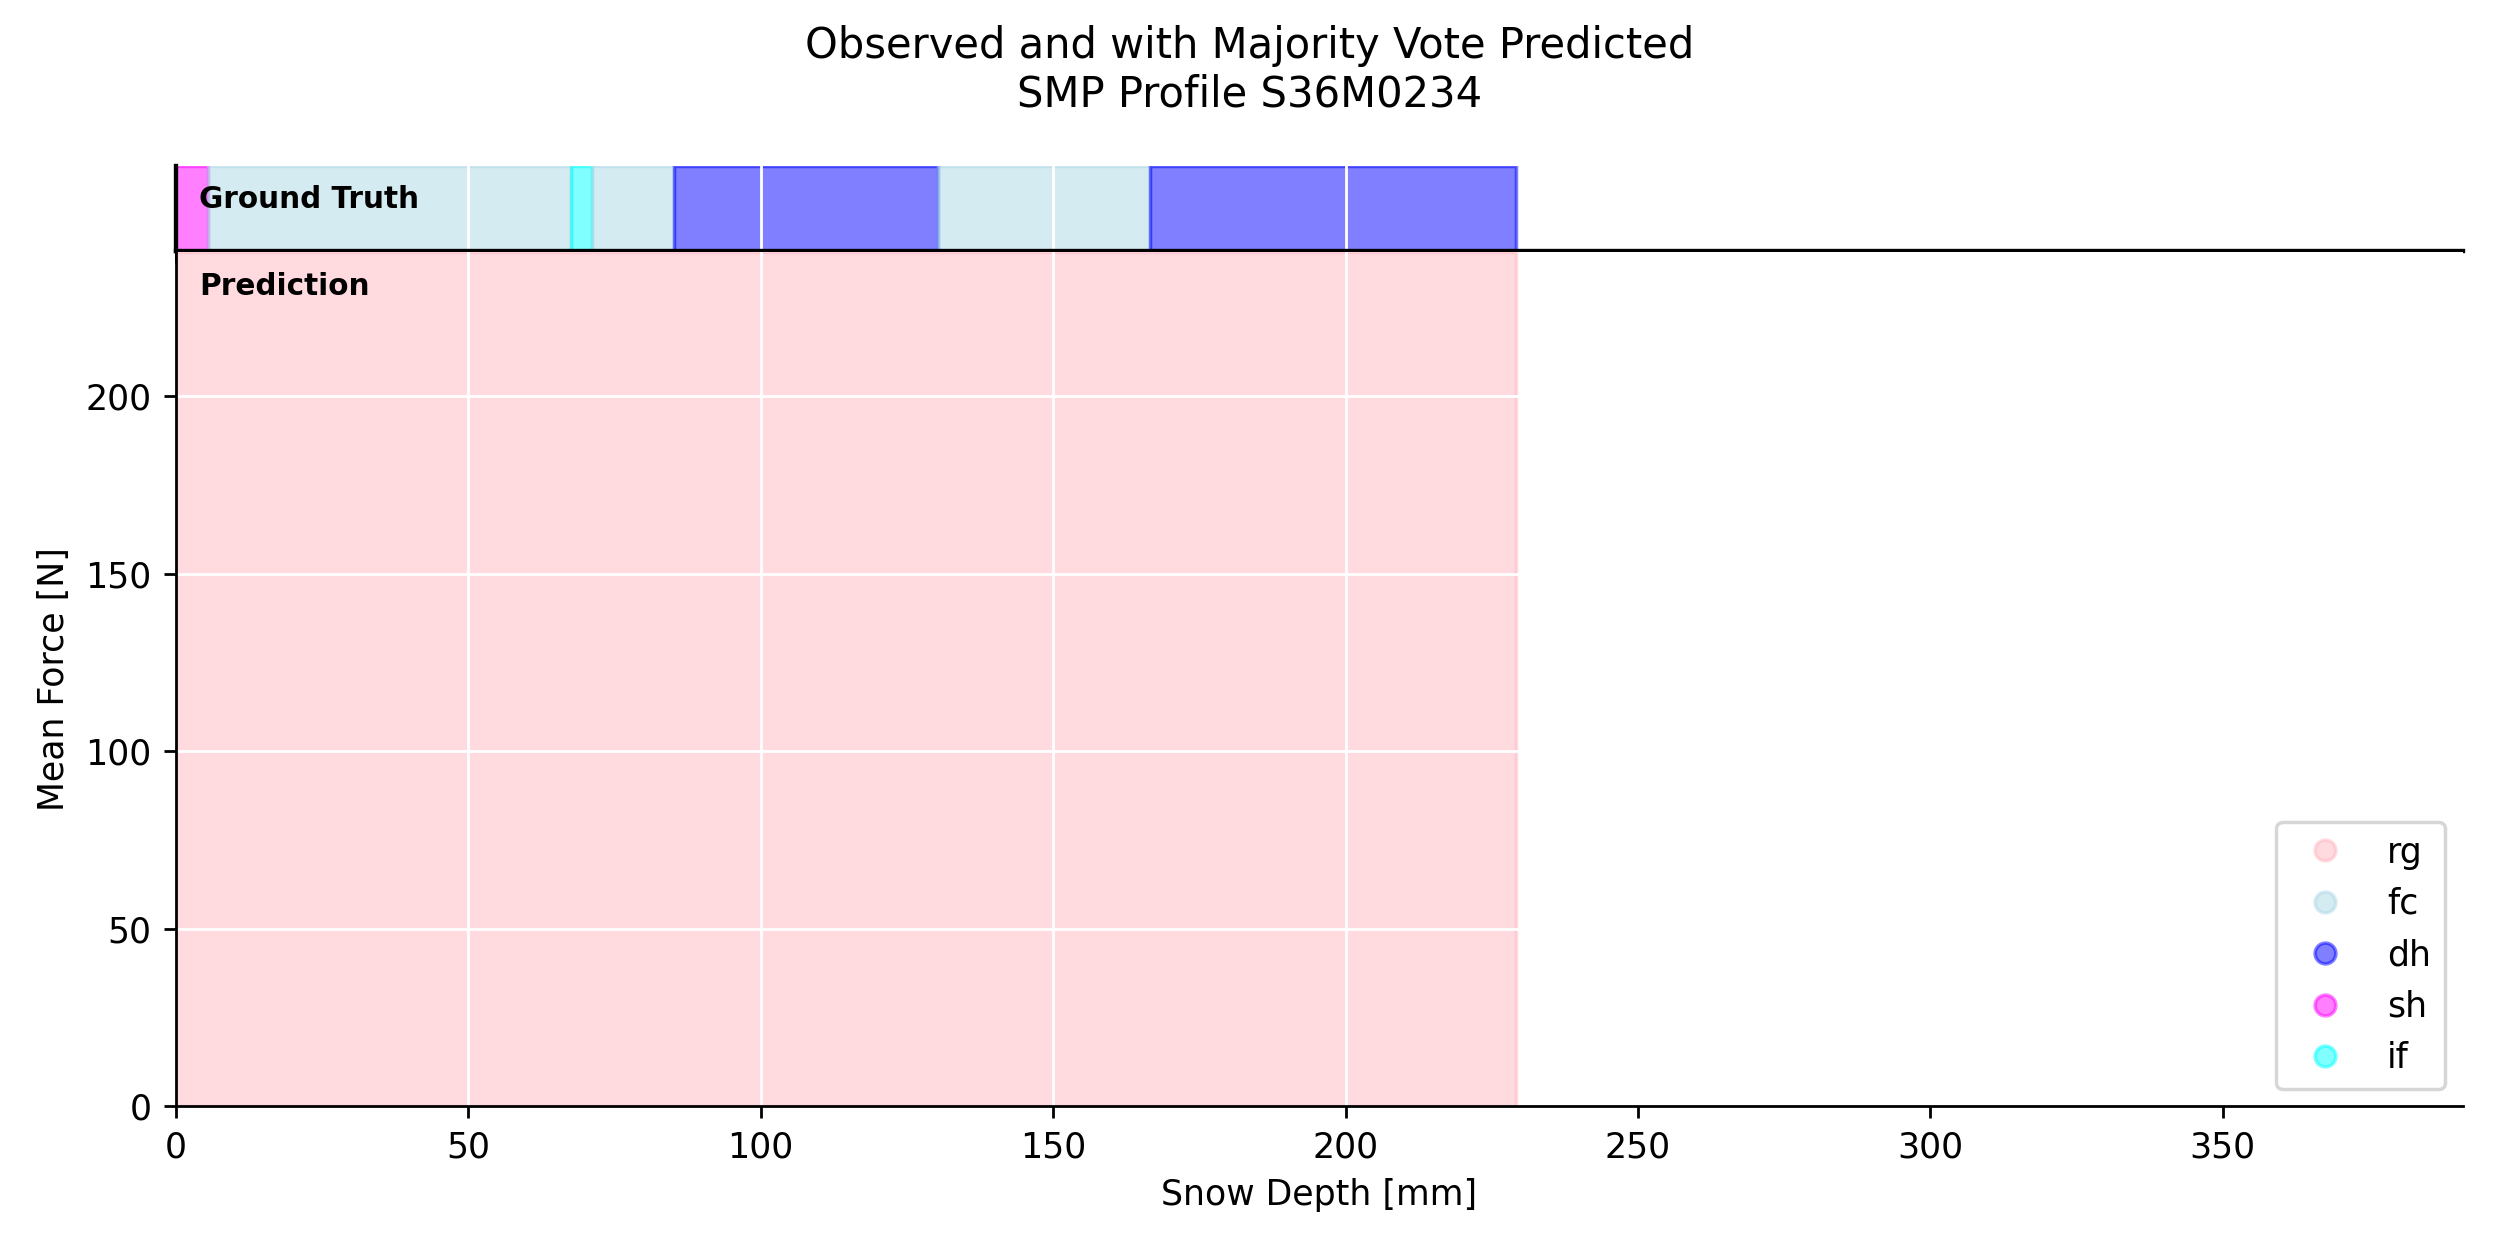 Observed and with Majority Vote Predicted
SMP Profile S36M0234
Ground Truth
Prediction
200
150
100
50
0
Mean Force [N]
0 50 100 150 200 250 300 350
Snow Depth [mm]
rg
fc
dh
sh
if